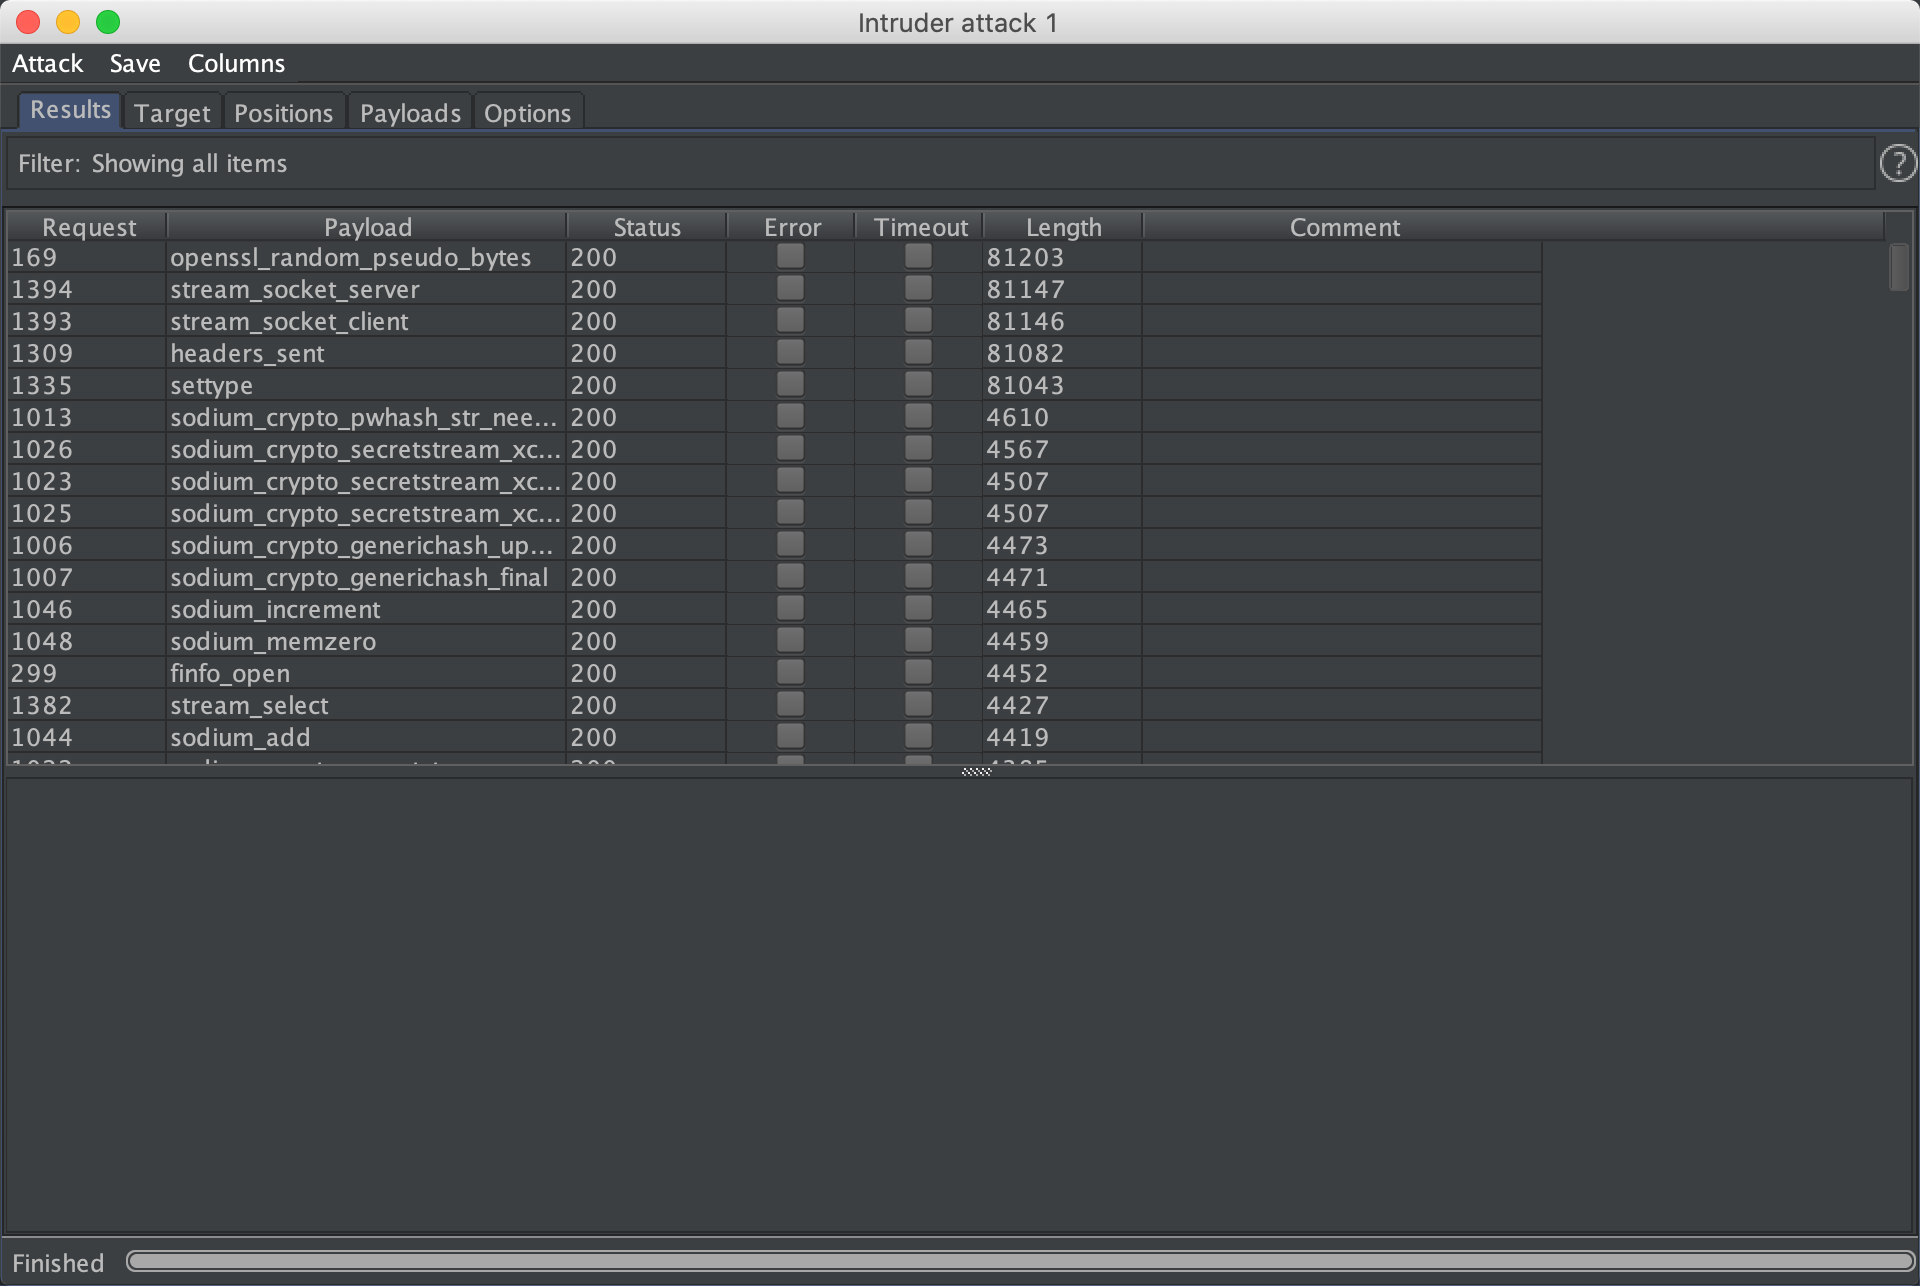 Intruder attack 1
Attack Save Columns
Results Target Positions Payloads Options
Filter: Showing all items ?
Request Payload Status Error Timeout Length Comment
169 openssl_random_pseudo_bytes 200 81203
1394 stream_socket_server 200 81147
1393 stream_socket_client 200 81146
1309 headers_sent 200 81082
1335 settype 200 81043
1013 sodium_crypto_pwhash_str_nee... 200 4610
1026 sodium_crypto_secretstream_xc... 200 4567
1023 sodium_crypto_secretstream_xc... 200 4507
1025 sodium_crypto_secretstream_xc... 200 4507
1006 sodium_crypto_generichash_up... 200 4473
1007 sodium_crypto_generichash_final 200 4471
1046 sodium_increment 200 4465
1048 sodium_memzero 200 4459
299 finfo_open 200 4452
1382 stream_select 200 4427
1044 sodium_add 200 4419
Finished